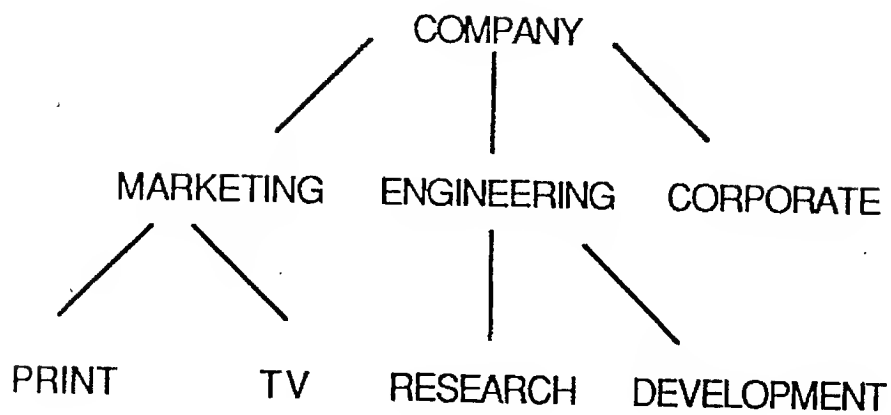 COMPANY
MARKETING ENGINEERING CORPORATE
PRINT TV RESEARCH DEVELOPMENT